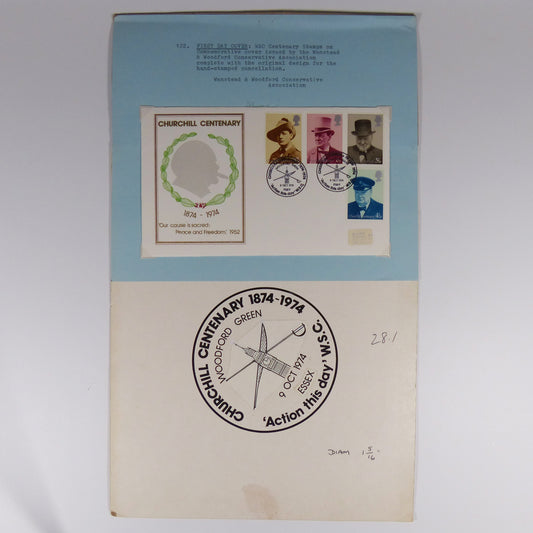 122. FIRST DAY COVER: WSC Centenary Stamps on
Commemorative cover issued by the Wanstead
& Woodford Conservative Association
complete with the original design for the
hand-stamped cancellation.
Wanstead & Woodford Conservative
Association
CHURCHILL CENTENARY
1874 - 1974
'Our cause is sacred:
Peace and Freedom' 1952
CHURCHILL CENTENARY 1874-1974
WOODFORD GREEN
9 OCT 1974
ESSEX
'Action this day' W.S.C.
28.1
DIAM 1 5/16"